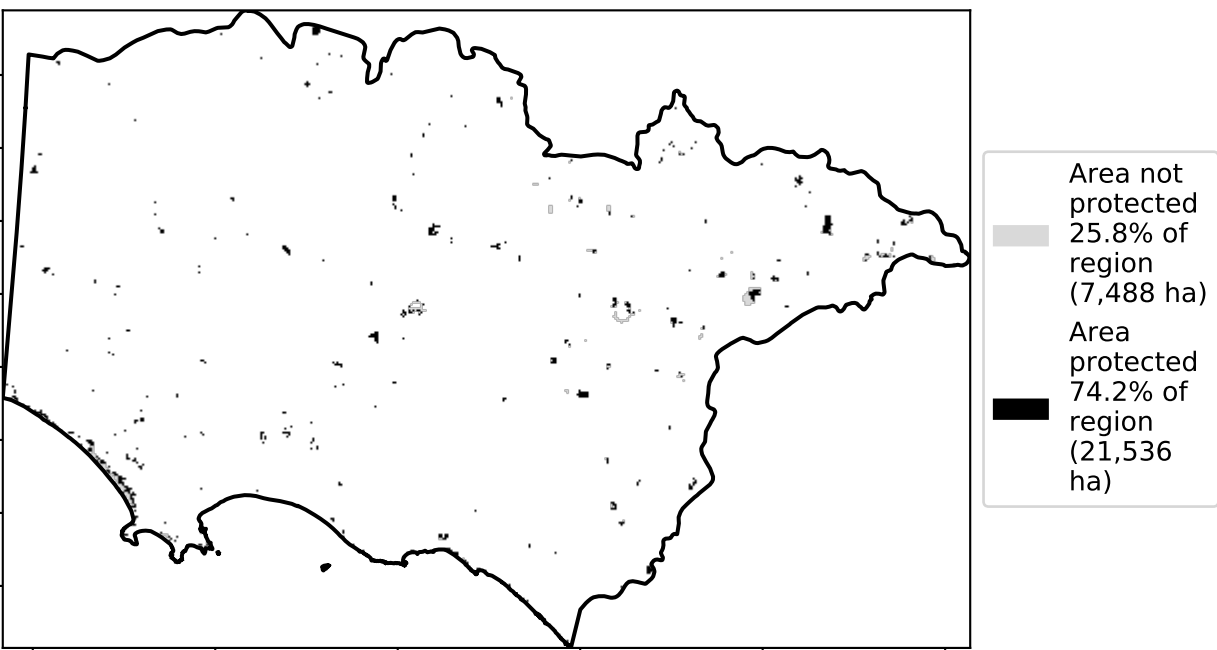 Area not
protected
25.8% of
region
(7,488 ha)
Area
protected
74.2% of
region
(21,536
ha)